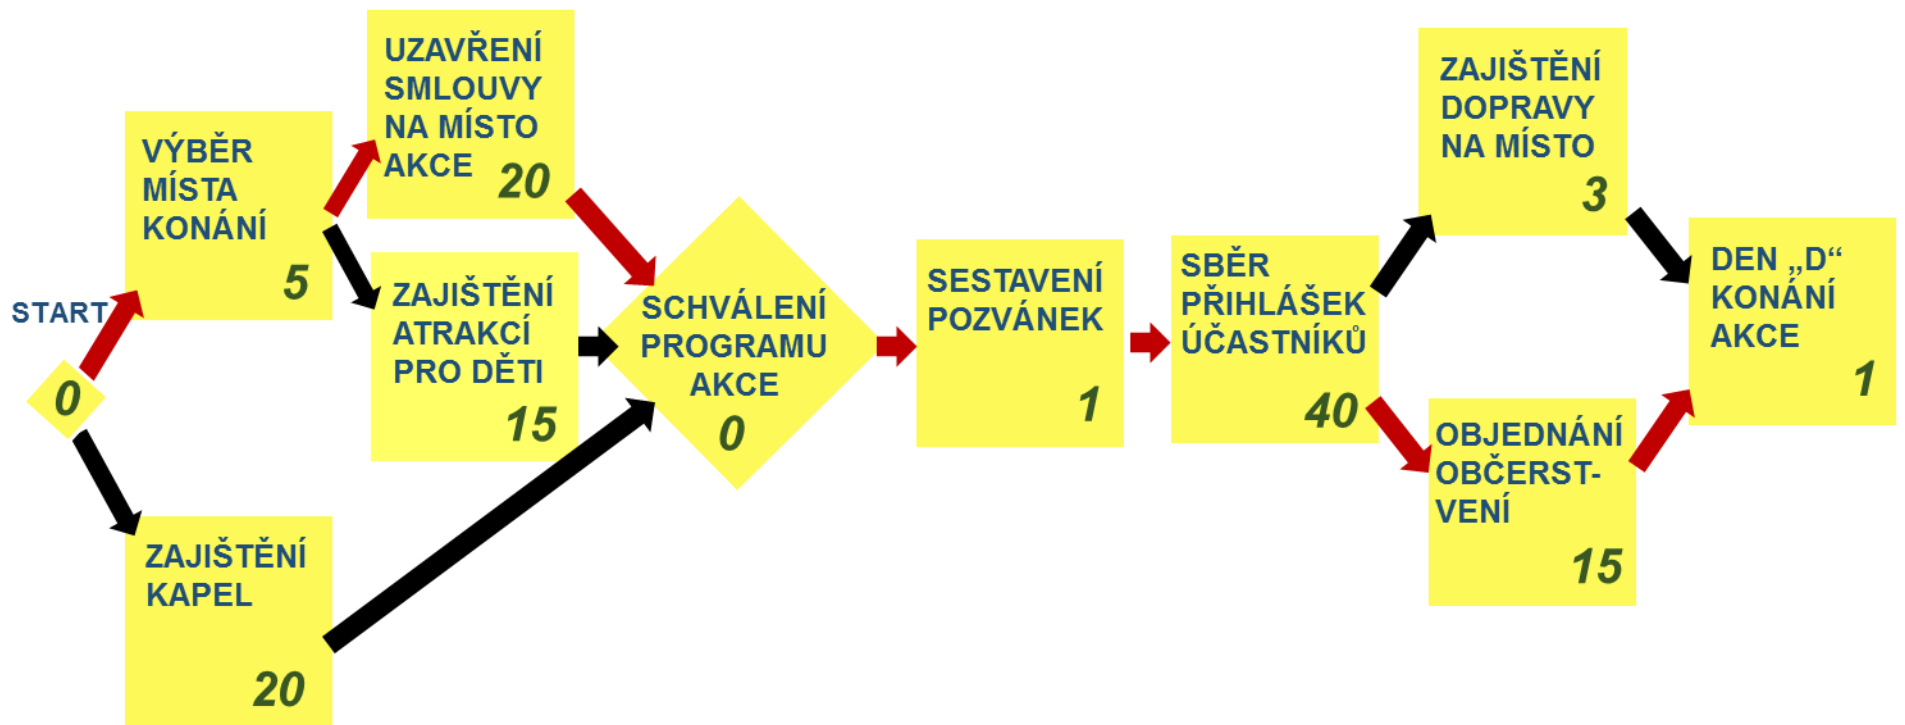 START
0
VÝBĚR
MÍSTA
KONÁNÍ
5
UZAVŘENÍ
SMLOUVY
NA MÍSTO
AKCE
20
ZAJIŠTĚNÍ
ATRAKCÍ
PRO DĚTI
15
ZAJIŠTĚNÍ
KAPEL
20
SCHVÁLENÍ
PROGRAMU
AKCE
0
SESTAVENÍ
POZVÁNEK
1
SBĚR
PŘIHLÁŠEK
ÚČASTNÍKŮ
40
ZAJIŠTĚNÍ
DOPRAVY
NA MÍSTO
3
OBJEDNÁNÍ
OBČERST-
VENÍ
15
DEN „D“
KONÁNÍ
AKCE
1